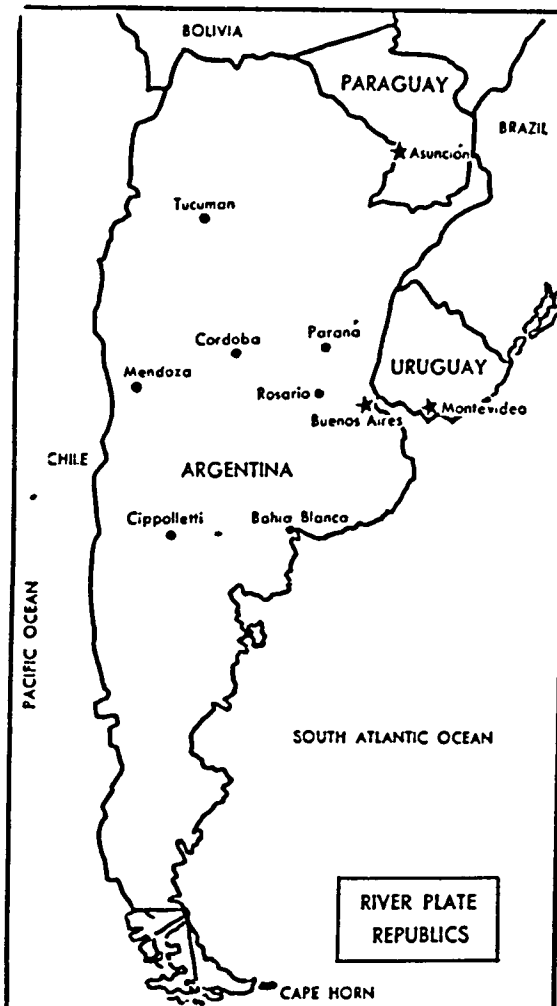 BOLIVIA
PARAGUAY
BRAZIL
Asunción
Tucuman
Cordoba
Paraná
Mendoza
URUGUAY
Rosario
Buenos Aires
Montevideo
CHILE
ARGENTINA
Cippolletti
Bahia Blanca
PACIFIC OCEAN
SOUTH ATLANTIC OCEAN
RIVER PLATE
REPUBLICS
CAPE HORN